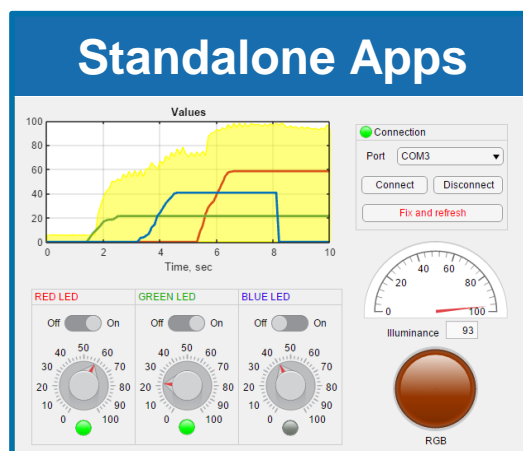 Standalone Apps
Values
100
80
60
40
20
0
0 2 4 6 8 10
Time, sec
Connection
Port COM3
Connect Disconnect
Fix and refresh
0 20 40 60 80 100
Illuminance 93
RED LED GREEN LED BLUE LED
Off On Off On Off On
0 10 20 30 40 50 60 70 80 90 100
0 10 20 30 40 50 60 70 80 90 100
0 10 20 30 40 50 60 70 80 90 100
RGB